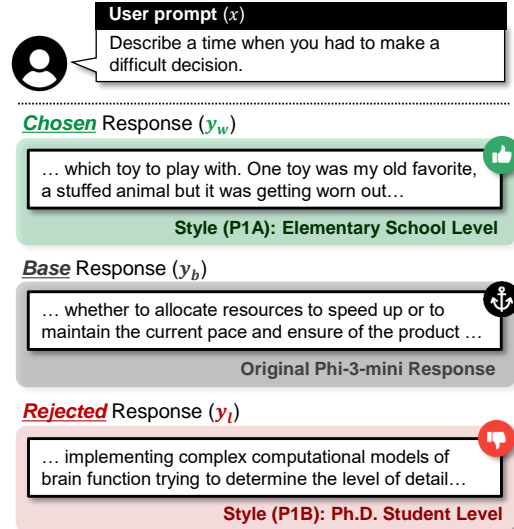 User prompt (x)
Describe a time when you had to make a
difficult decision.
Chosen Response (y_w)
… which toy to play with. One toy was my old favorite,
a stuffed animal but it was getting worn out…
Style (P1A): Elementary School Level
Base Response (y_b)
… whether to allocate resources to speed up or to
maintain the current pace and ensure of the product …
Original Phi-3-mini Response
Rejected Response (y_l)
… implementing complex computational models of
brain function trying to determine the level of detail…
Style (P1B): Ph.D. Student Level